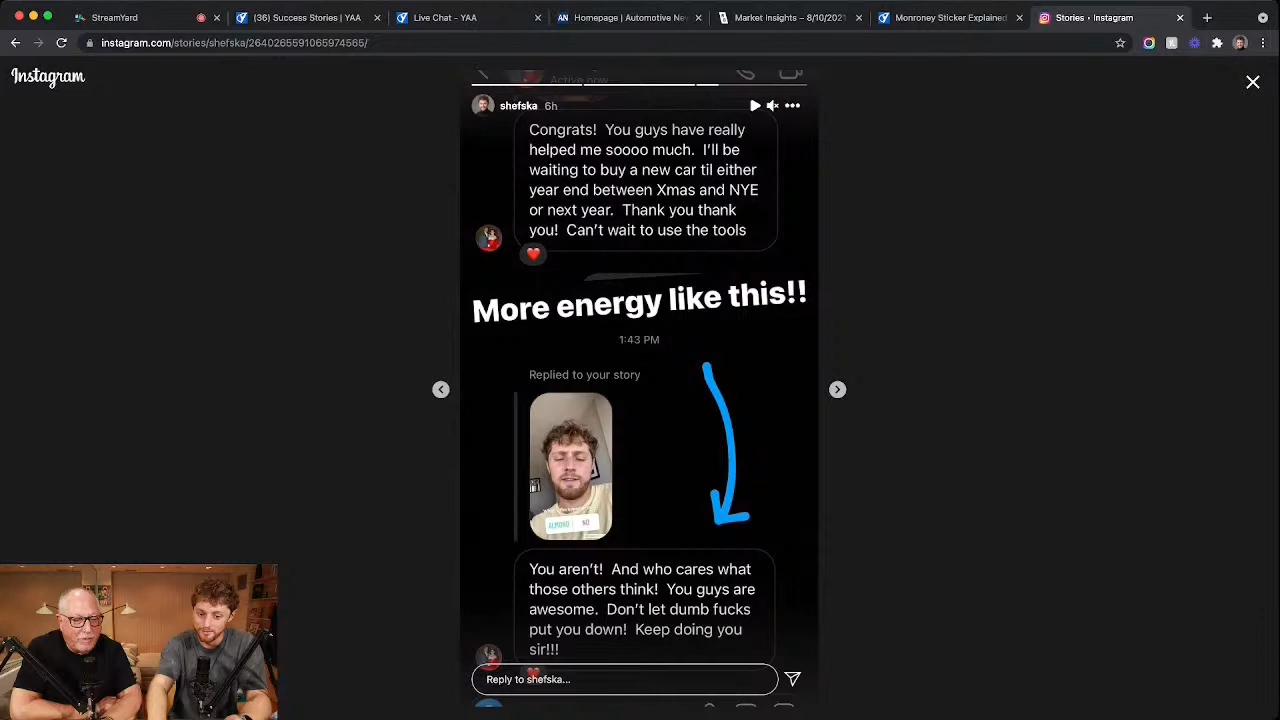 StreamYard
(36) Success Stories | YAA
Live Chat - YAA
Homepage | Automotive Ne
Market Insights – 8/10/2021
Monroney Sticker Explained
Stories • Instagram
instagram.com/stories/shefska/2640265591065974565/
Instagram
Active now
shefska 6h
Congrats! You guys have really
helped me soooo much. I'll be
waiting to buy a new car til either
year end between Xmas and NYE
or next year. Thank you thank
you! Can't wait to use the tools
More energy like this!!
1:43 PM
Replied to your story
ALMOND NO
You aren't! And who cares what
those others think! You guys are
awesome. Don't let dumb fucks
put you down! Keep doing you
sir!!!
Reply to shefska...